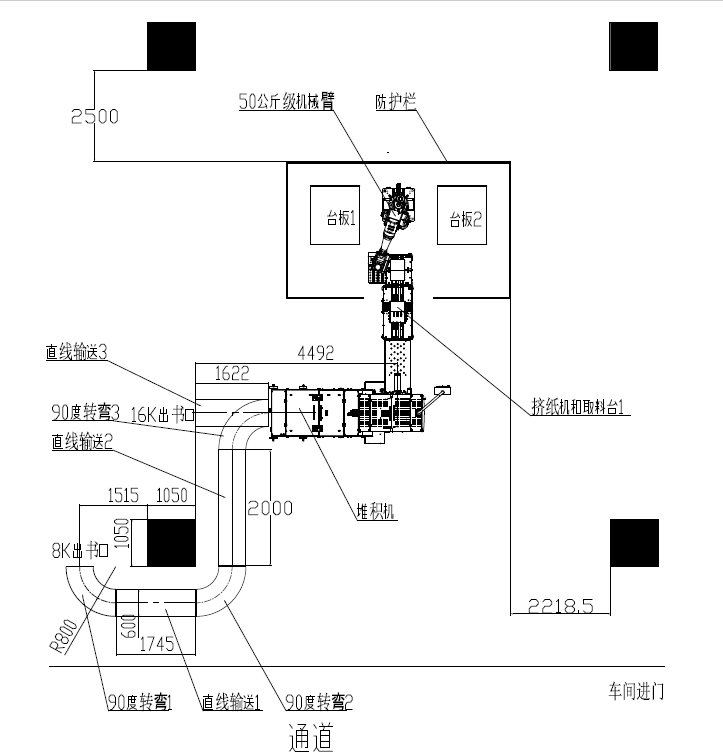 50公斤级机械臂
防护栏
2500
台板1
台板2
直线输送3
4492
1622
90度转弯3
16K出书口
挤纸机和取料台1
直线输送2
1515
1050
2000
堆积机
1050
8K出书口
2218.5
R800
600
1745
车间进门
90度转弯1
直线输送1
90度转弯2
通道